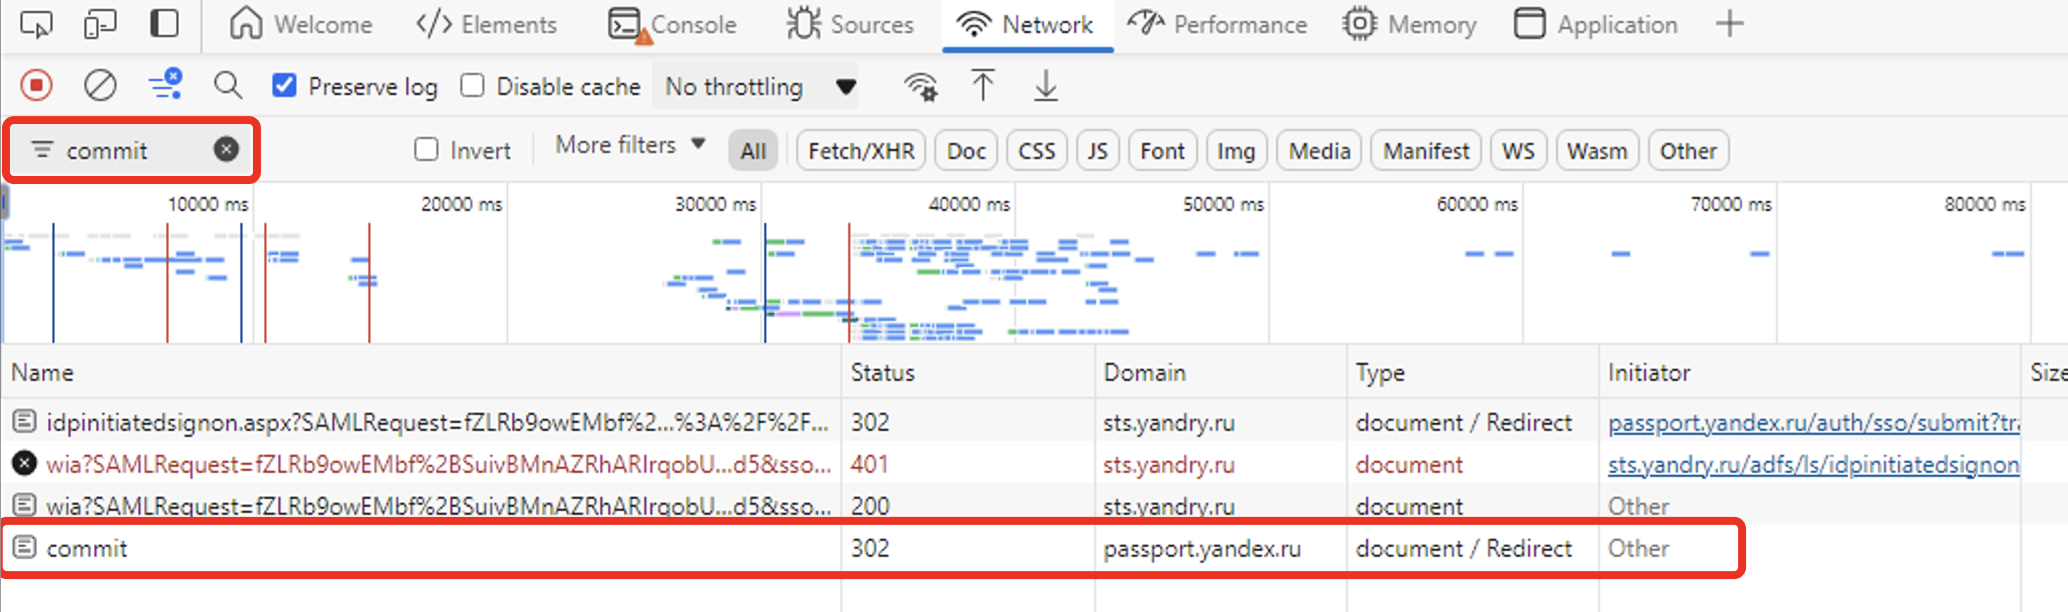 Welcome Elements Console Sources Network Performance Memory Application
Preserve log Disable cache No throttling
commit Invert More filters All Fetch/XHR Doc CSS JS Font Img Media Manifest WS Wasm Other
10000 ms 20000 ms 30000 ms 40000 ms 50000 ms 60000 ms 70000 ms 80000 ms
Name Status Domain Type Initiator Size
idpinitiatedsignon.aspx?SAMLRequest=fZLRb9owEMbf%2...%3A%2F%2F... 302 sts.yandry.ru document / Redirect passport.yandex.ru/auth/sso/submit?tra
wia?SAMLRequest=fZLRb9owEMbf%2BSuivBMnAZRhARIrqobU...d5&sso... 401 sts.yandry.ru document sts.yandry.ru/adfs/ls/idpinitiatedsignon
wia?SAMLRequest=fZLRb9owEMbf%2BSuivBMnAZRhARIrqobU...d5&sso... 200 sts.yandry.ru document Other
commit 302 passport.yandex.ru document / Redirect Other